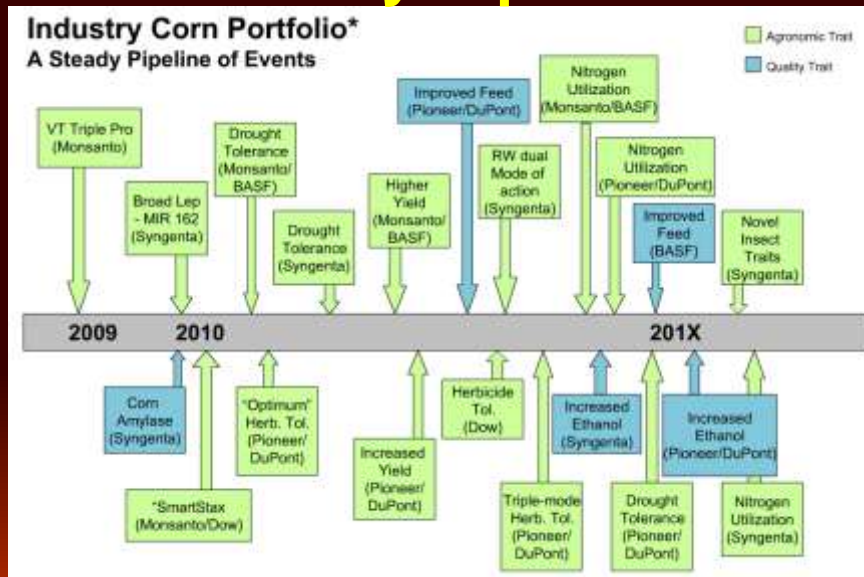 Industry Corn Portfolio*
A Steady Pipeline of Events
Agronomic Trait
Quality Trait
VT Triple Pro
(Monsanto)
Broad Lep
- MIR 162
(Syngenta)
Drought
Tolerance
(Monsanto/
BASF)
Drought
Tolerance
(Syngenta)
Higher
Yield
(Monsanto/
BASF)
Improved Feed
(Pioneer/DuPont)
RW dual
Mode of
action
(Syngenta)
Nitrogen
Utilization
(Monsanto/BASF)
Nitrogen
Utilization
(Pioneer/DuPont)
Improved
Feed
(BASF)
Novel
Insect
Traits
(Syngenta)
2009
2010
201X
Corn
Amylase
(Syngenta)
"SmartStax
(Monsanto/Dow)
"Optimum"
Herb. Tol.
(Pioneer/
DuPont)
Increased
Yield
(Pioneer/
DuPont)
Herbicide
Tol.
(Dow)
Triple-mode
Herb. Tol.
(Pioneer/
DuPont)
Increased
Ethanol
(Syngenta)
Drought
Tolerance
(Pioneer/
DuPont)
Increased
Ethanol
(Pioneer/DuPont)
Nitrogen
Utilization
(Syngenta)